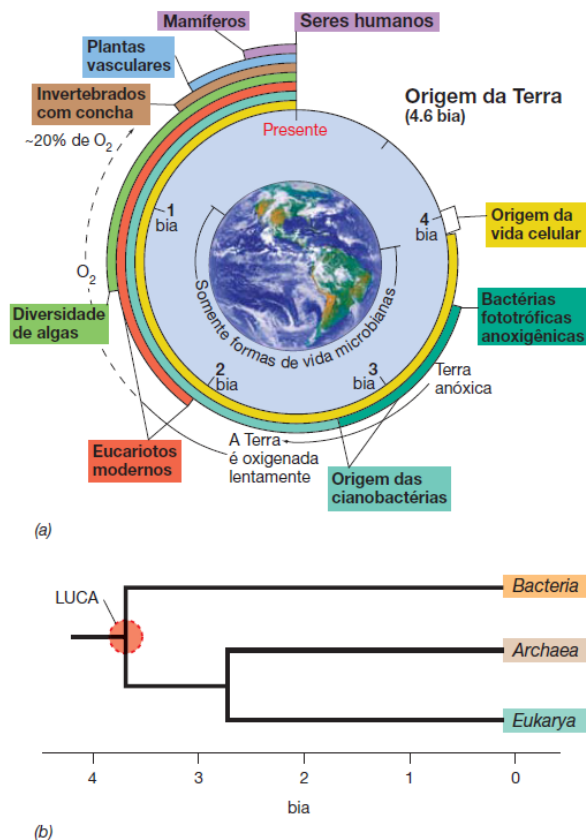 Mamíferos
Seres humanos
Plantas
vasculares
Invertebrados
com concha
~20% de O2
Origem da Terra
(4.6 bia)
Presente
1
bia
4
bia
Origem da
vida celular
O2
Somente formas de vida microbianas
Bactérias
fototróficas
anoxigênicas
Diversidade
de algas
2
bia
3
bia
Terra
anóxica
A Terra
é oxigenada
lentamente
Eucariotos
modernos
Origem das
cianobactérias
(a)
LUCA
Bacteria
Archaea
Eukarya
4 3 2 1 0
bia
(b)